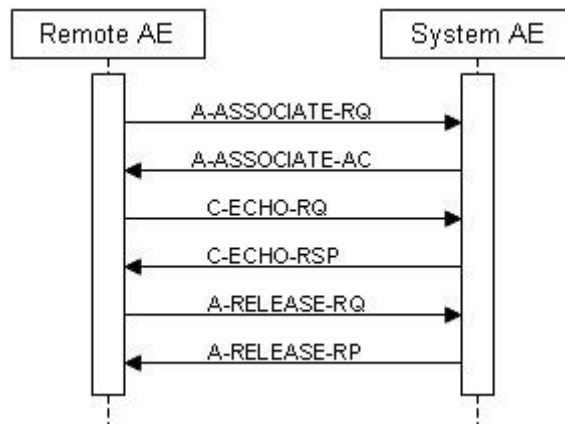 Remote AE
System AE
A-ASSOCIATE-RQ
A-ASSOCIATE-AC
C-ECHO-RQ
C-ECHO-RSP
A-RELEASE-RQ
A-RELEASE-RP